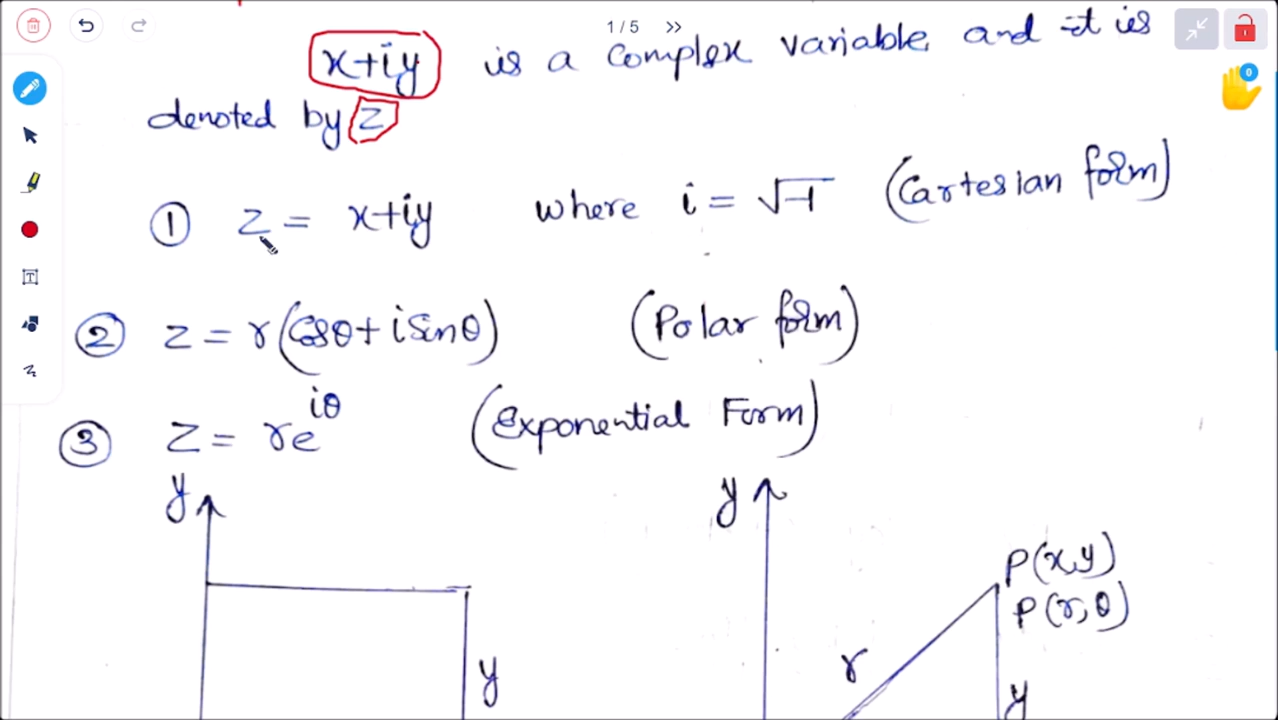 1 / 5 >>
0
x+iy is a complex variable and it is
denoted by z
① z = x+iy where i = √-1 (Cartesian form)
② z = r(cosθ + i sinθ) (Polar form)
③ z = re^iθ (Exponential Form)
y y
P(x,y)
P(r,θ)
r
y y